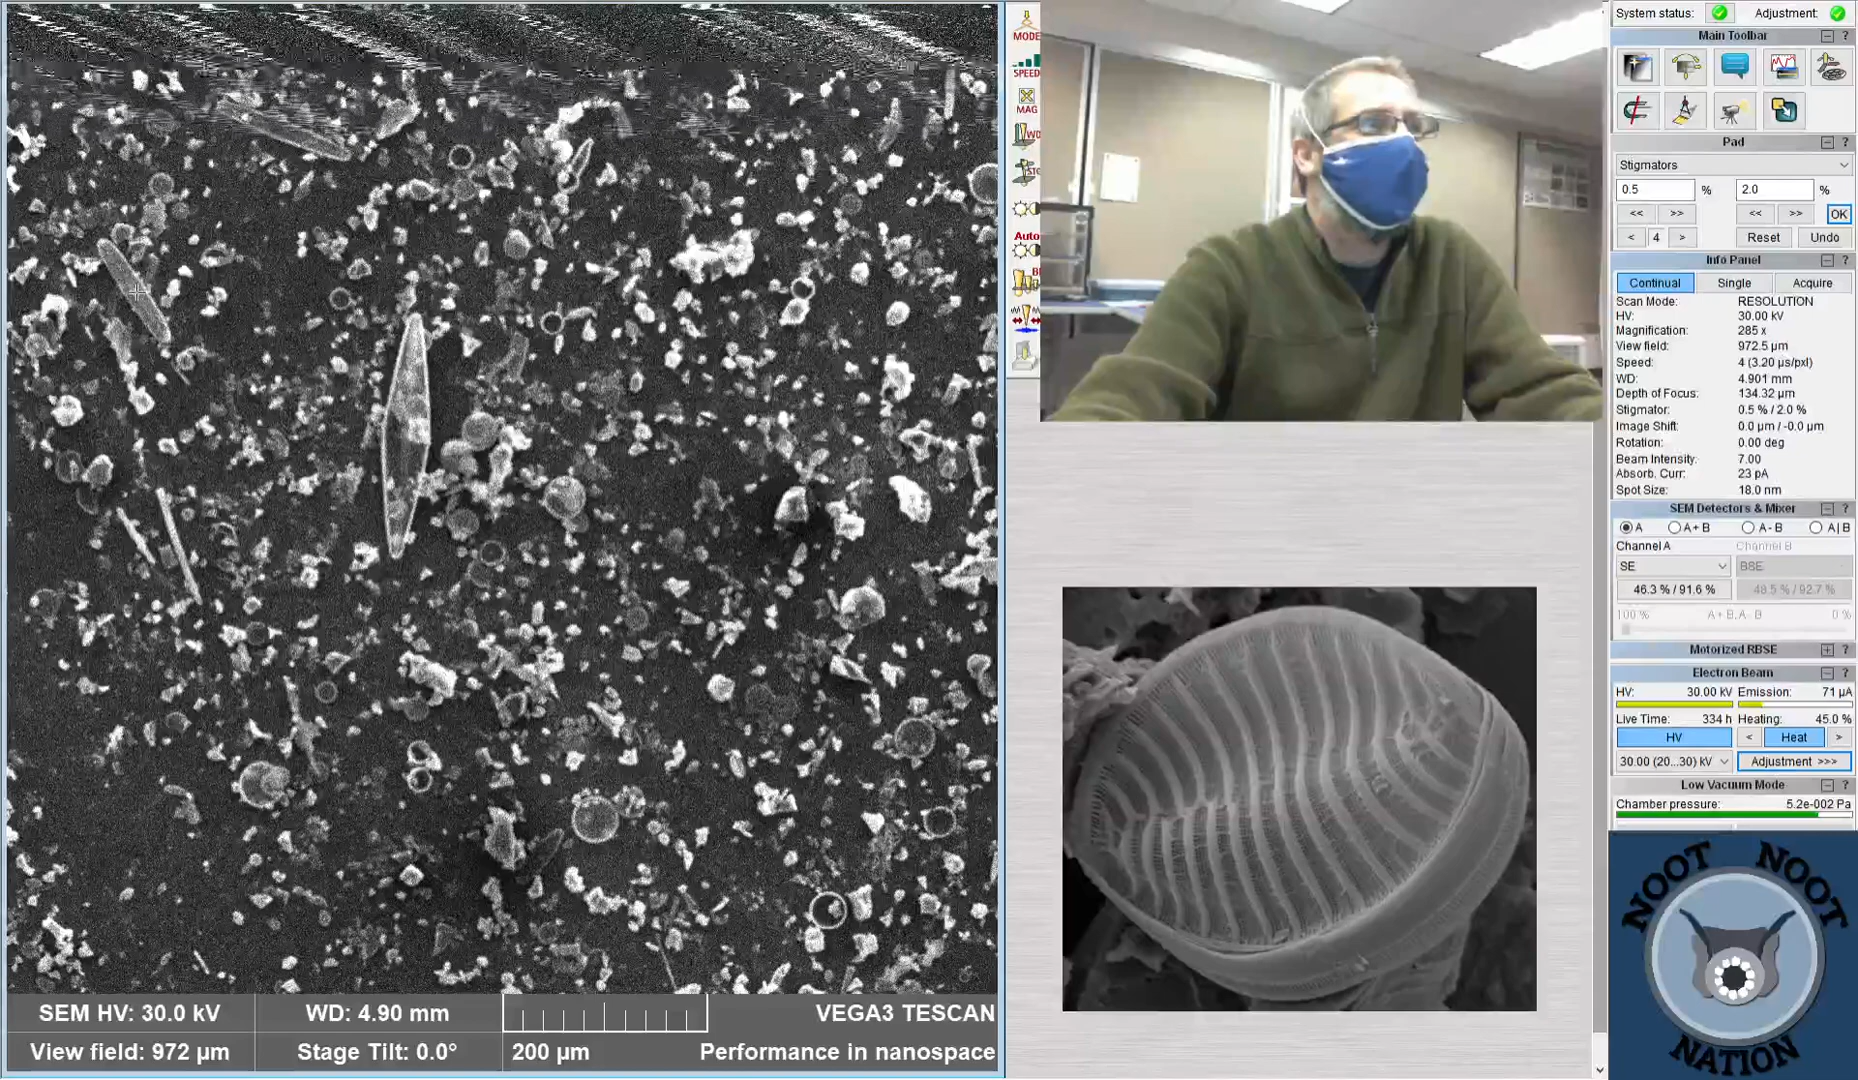 System status: Adjustment:
Main Toolbar
MODE
SPEED
MAG
WD
Auto
Pad
Stigmators
0.5 % 2.0 %
<< >> << >> OK
< 4 > Reset Undo
Info Panel
Continual Single Acquire
Scan Mode: RESOLUTION
HV: 30.00 kV
Magnification: 285 x
View field: 972.5 µm
Speed: 4 (3.20 µs/pxl)
WD: 4.901 mm
Depth of Focus: 134.32 µm
Stigmator: 0.5 % / 2.0 %
Image Shift: 0.0 µm / -0.0 µm
Rotation: 0.00 deg
Beam Intensity: 7.00
Absorb. Curr: 23 pA
Spot Size: 18.0 nm
SEM Detectors & Mixer
A A + B A - B A | B
Channel A Channel B
SE BSE
46.3 % / 91.6 % 48.5 % / 92.7 %
100 % A + B, A - B 0 %
Motorized RBSE
Electron Beam
HV: 30.00 kV Emission: 71 µA
Live Time: 334 h Heating: 45.0 %
HV < Heat >
30.00 (20...30) kV Adjustment >>>
Low Vacuum Mode
Chamber pressure: 5.2e-002 Pa
NOOT NOOT
NATION
SEM HV: 30.0 kV WD: 4.90 mm VEGA3 TESCAN
View field: 972 µm Stage Tilt: 0.0° 200 µm Performance in nanospace